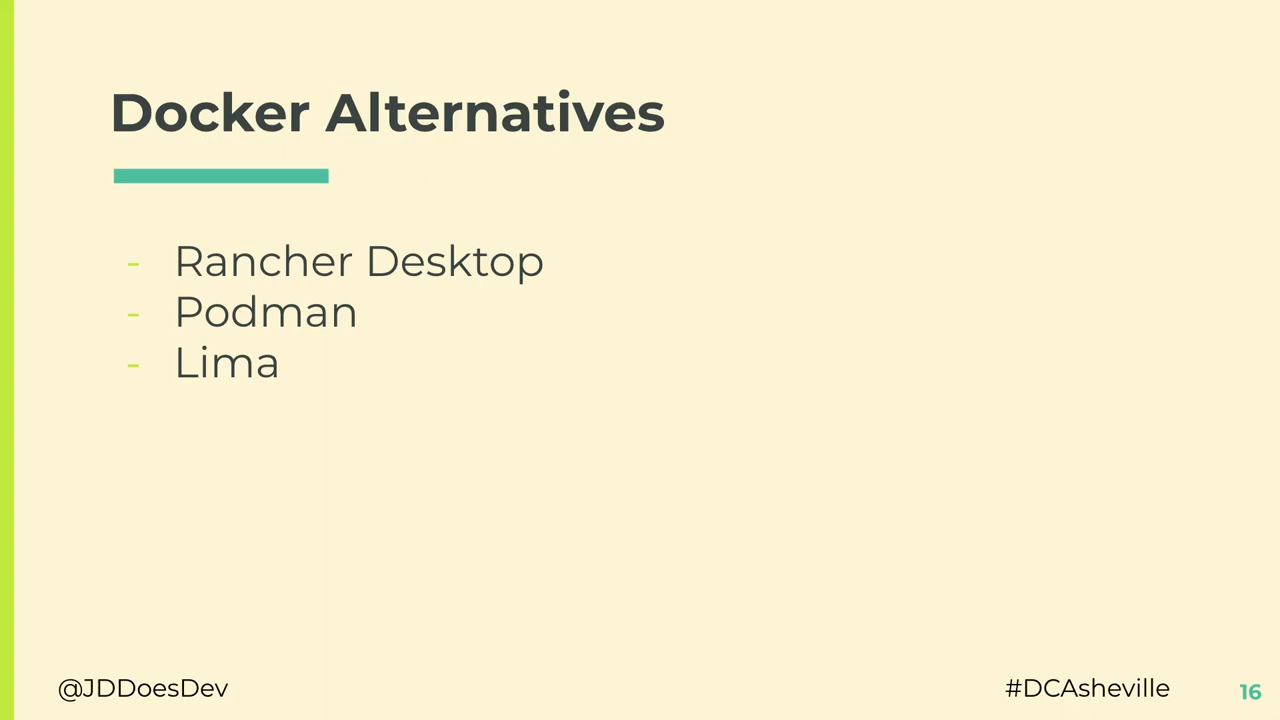 Docker Alternatives
- Rancher Desktop
- Podman
- Lima
@JDDoesDev
#DCAsheville
16